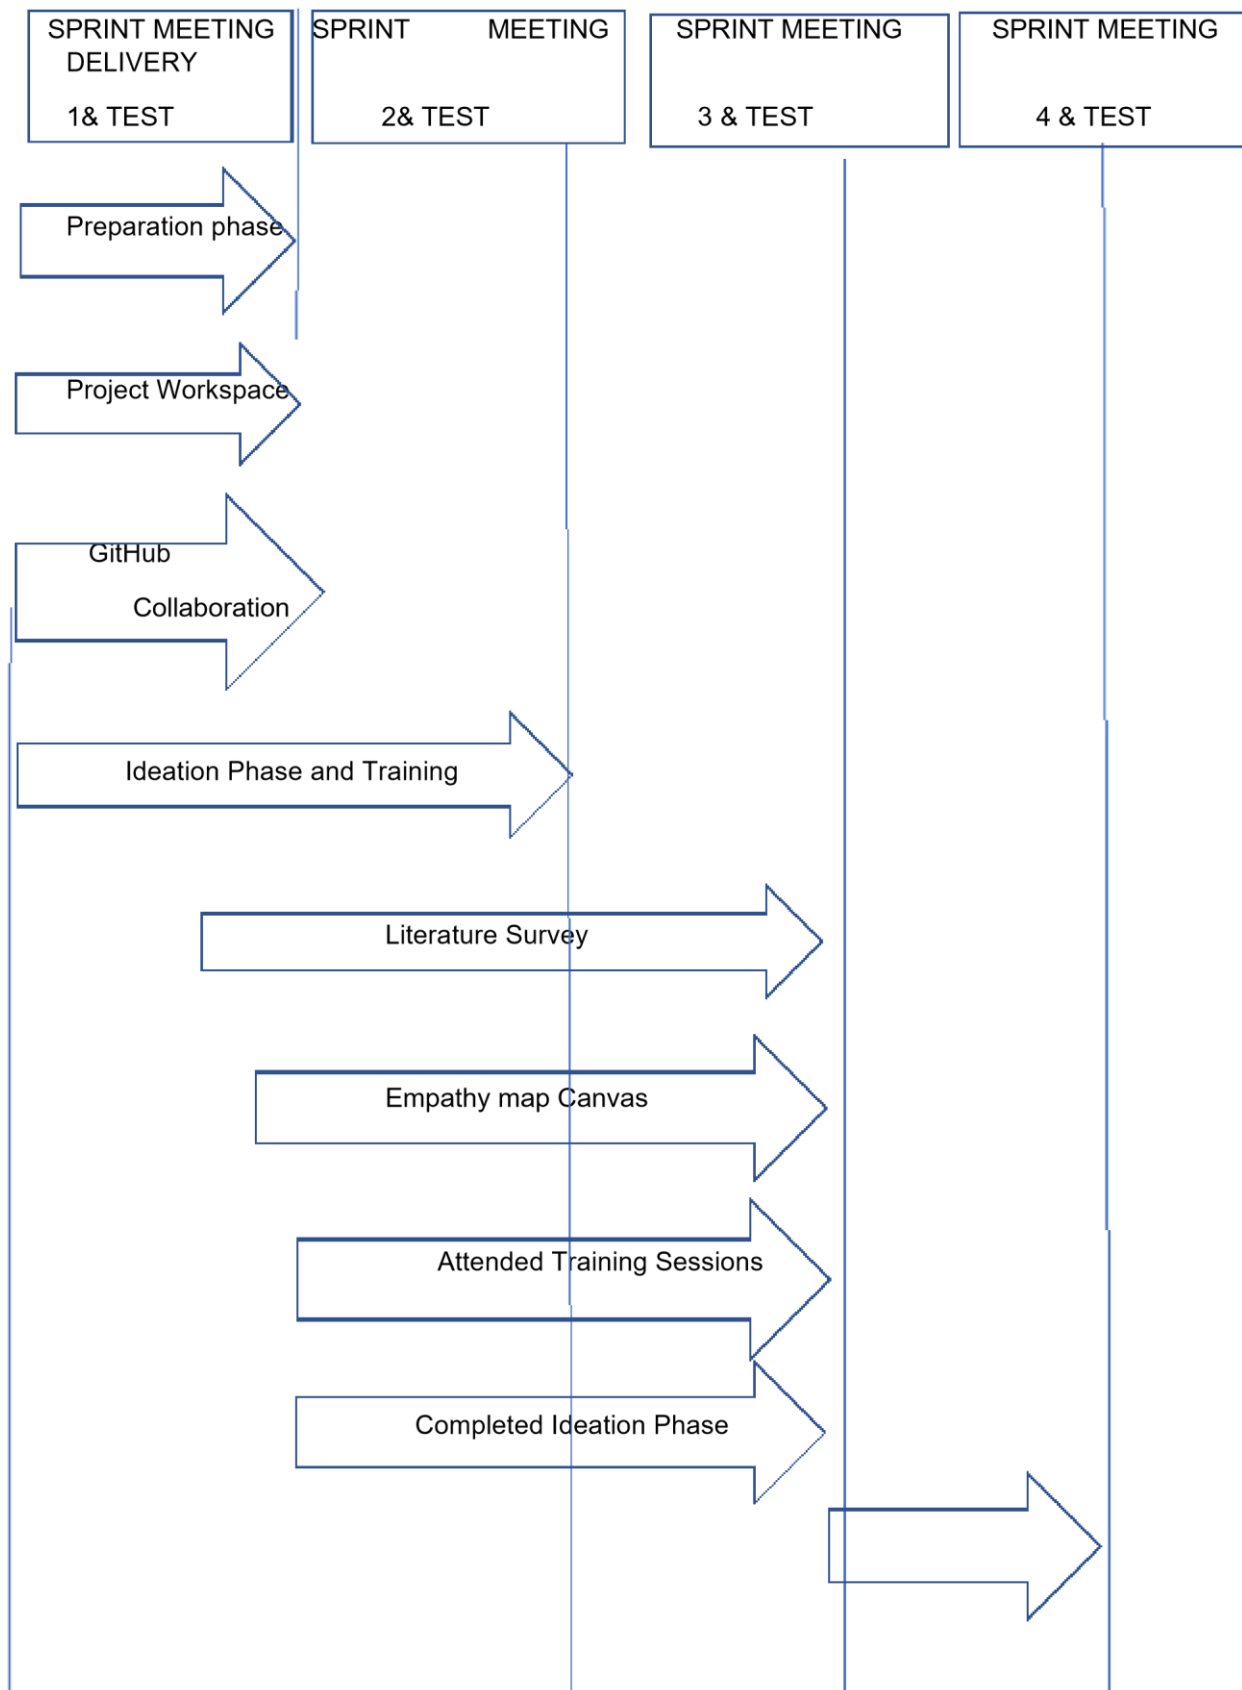 SPRINT MEETING
DELIVERY
1& TEST
SPRINT MEETING
2& TEST
SPRINT MEETING
3 & TEST
SPRINT MEETING
4 & TEST
Preparation phase
Project Workspace
GitHub
Collaboration
Ideation Phase and Training
Literature Survey
Empathy map Canvas
Attended Training Sessions
Completed Ideation Phase